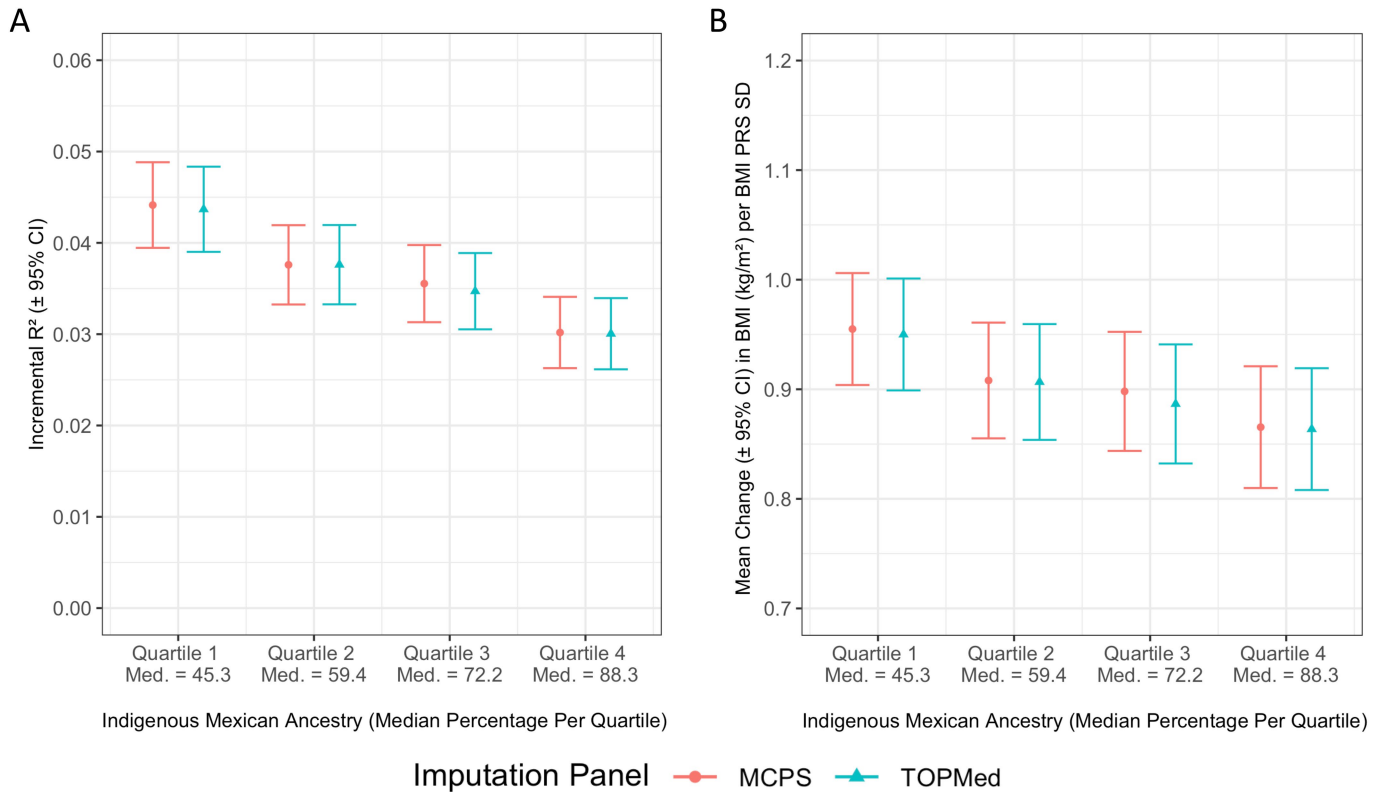 A
Incremental R² (± 95% CI)
0.06
0.05
0.04
0.03
0.02
0.01
0.00
Quartile 1
Med. = 45.3
Quartile 2
Med. = 59.4
Quartile 3
Med. = 72.2
Quartile 4
Med. = 88.3
Indigenous Mexican Ancestry (Median Percentage Per Quartile)
B
Mean Change (± 95% CI) in BMI (kg/m²) per BMI PRS SD
1.2
1.1
1.0
0.9
0.8
0.7
Quartile 1
Med. = 45.3
Quartile 2
Med. = 59.4
Quartile 3
Med. = 72.2
Quartile 4
Med. = 88.3
Indigenous Mexican Ancestry (Median Percentage Per Quartile)
Imputation Panel MCPS TOPMed